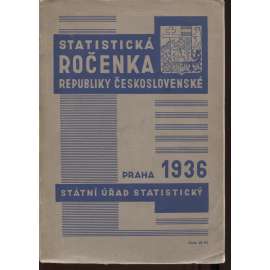 STATISTICKÁ
ROČENKA
REPUBLIKY ČESKOSLOVENSKÉ
PRAHA 1936
STÁTNÍ ÚŘAD STATISTICKÝ